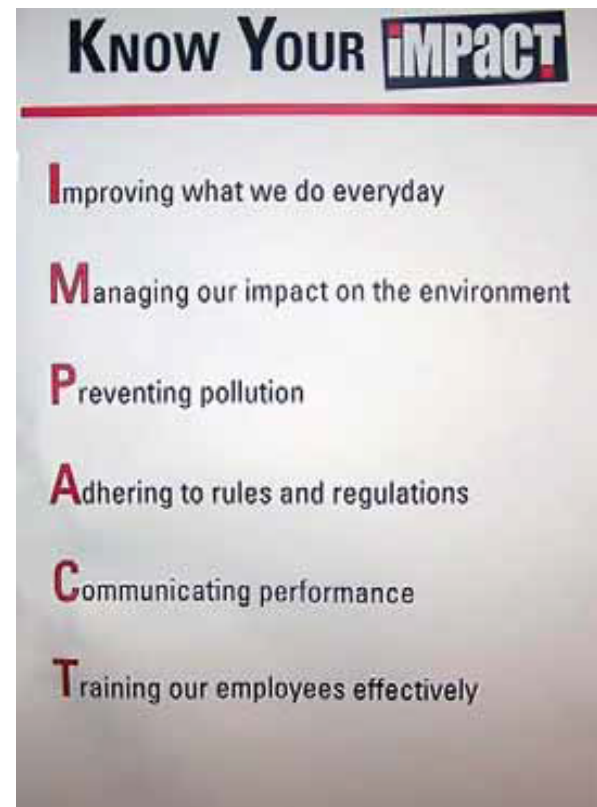 KNOW YOUR iMPACT
Improving what we do everyday
Managing our impact on the environment
Preventing pollution
Adhering to rules and regulations
Communicating performance
Training our employees effectively